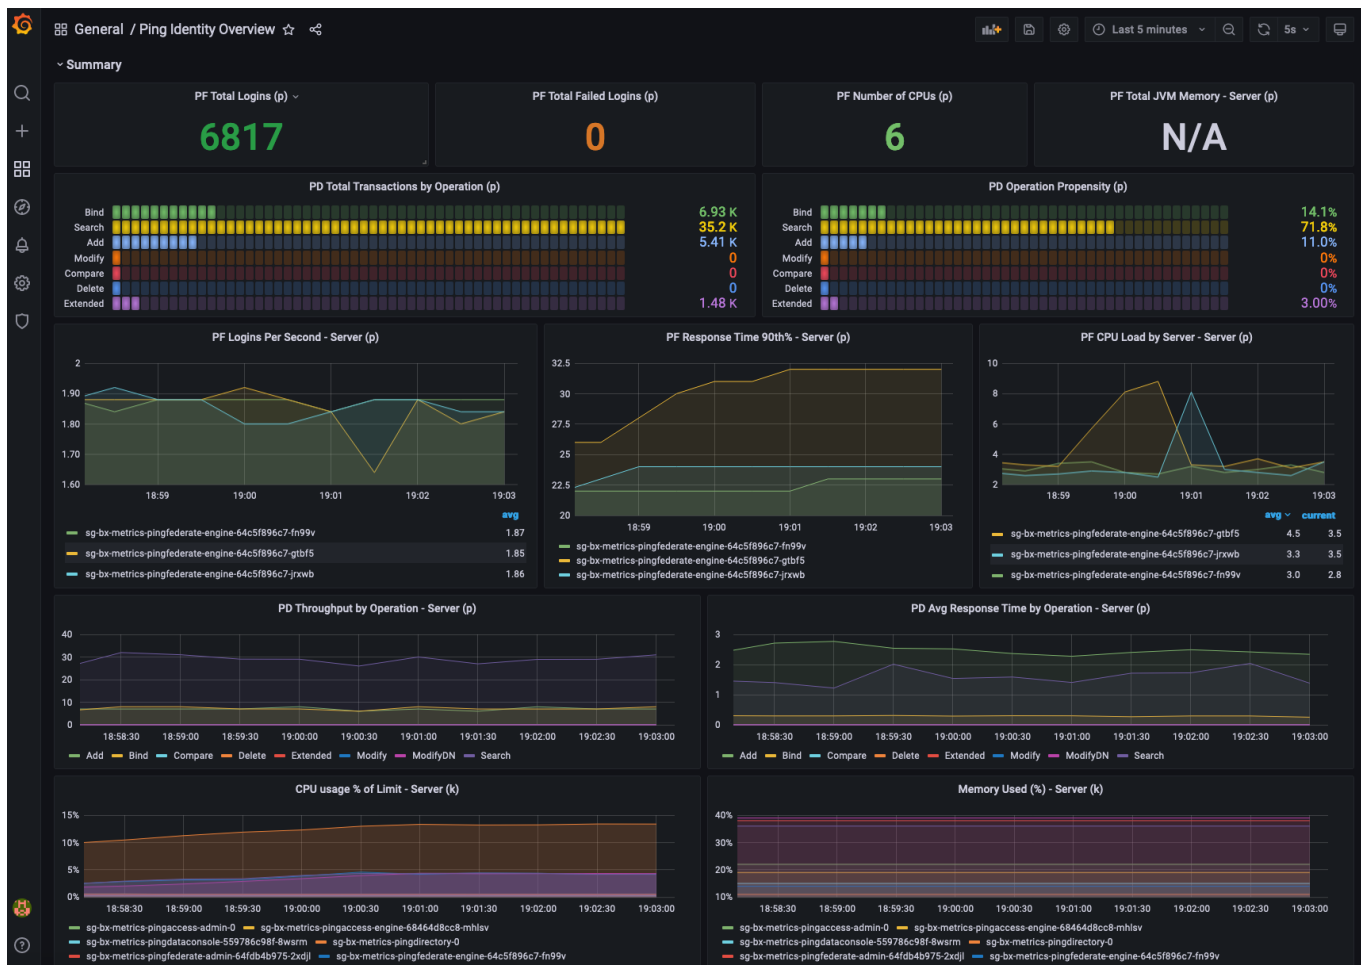 General / Ping Identity Overview
Last 5 minutes
5s
Summary
PF Total Logins (p)
PF Total Failed Logins (p)
PF Number of CPUs (p)
PF Total JVM Memory - Server (p)
6817
0
6
N/A
PD Total Transactions by Operation (p)
Bind 6.93 K
Search 35.2 K
Add 5.41 K
Modify 0
Compare 0
Delete 0
Extended 1.48 K
PD Operation Propensity (p)
Bind 14.1%
Search 71.8%
Add 11.0%
Modify 0%
Compare 0%
Delete 0%
Extended 3.00%
PF Logins Per Second - Server (p)
2
1.90
1.80
1.70
1.60
18:59 19:00 19:01 19:02 19:03
avg
sg-bx-metrics-pingfederate-engine-64c5f896c7-fn99v 1.87
sg-bx-metrics-pingfederate-engine-64c5f896c7-gtbf5 1.85
sg-bx-metrics-pingfederate-engine-64c5f896c7-jrxwb 1.86
PF Response Time 90th% - Server (p)
32.5
30
27.5
25
22.5
20
18:59 19:00 19:01 19:02 19:03
sg-bx-metrics-pingfederate-engine-64c5f896c7-fn99v
sg-bx-metrics-pingfederate-engine-64c5f896c7-gtbf5
sg-bx-metrics-pingfederate-engine-64c5f896c7-jrxwb
PF CPU Load by Server - Server (p)
10
8
6
4
2
18:59 19:00 19:01 19:02 19:03
avg current
sg-bx-metrics-pingfederate-engine-64c5f896c7-gtbf5 4.5 3.5
sg-bx-metrics-pingfederate-engine-64c5f896c7-jrxwb 3.3 3.5
sg-bx-metrics-pingfederate-engine-64c5f896c7-fn99v 3.0 2.8
PD Throughput by Operation - Server (p)
40
30
20
10
0
18:58:30 18:59:00 18:59:30 19:00:00 19:00:30 19:01:00 19:01:30 19:02:00 19:02:30 19:03:00
Add Bind Compare Delete Extended Modify ModifyDN Search
PD Avg Response Time by Operation - Server (p)
3
2
1
0
18:58:30 18:59:00 18:59:30 19:00:00 19:00:30 19:01:00 19:01:30 19:02:00 19:02:30 19:03:00
Add Bind Compare Delete Extended Modify ModifyDN Search
CPU usage % of Limit - Server (k)
15%
10%
5%
0%
18:58:30 18:59:00 18:59:30 19:00:00 19:00:30 19:01:00 19:01:30 19:02:00 19:02:30 19:03:00
sg-bx-metrics-pingaccess-admin-0 sg-bx-metrics-pingaccess-engine-68464d8cc8-mhlsv
sg-bx-metrics-pingdataconsole-559786c98f-8wsrm sg-bx-metrics-pingdirectory-0
sg-bx-metrics-pingfederate-admin-64fdb4b975-2xdjl sg-bx-metrics-pingfederate-engine-64c5f896c7-fn99v
Memory Used (%) - Server (k)
40%
30%
20%
10%
18:58:30 18:59:00 18:59:30 19:00:00 19:00:30 19:01:00 19:01:30 19:02:00 19:02:30 19:03:00
sg-bx-metrics-pingaccess-admin-0 sg-bx-metrics-pingaccess-engine-68464d8cc8-mhlsv
sg-bx-metrics-pingdataconsole-559786c98f-8wsrm sg-bx-metrics-pingdirectory-0
sg-bx-metrics-pingfederate-admin-64fdb4b975-2xdjl sg-bx-metrics-pingfederate-engine-64c5f896c7-fn99v